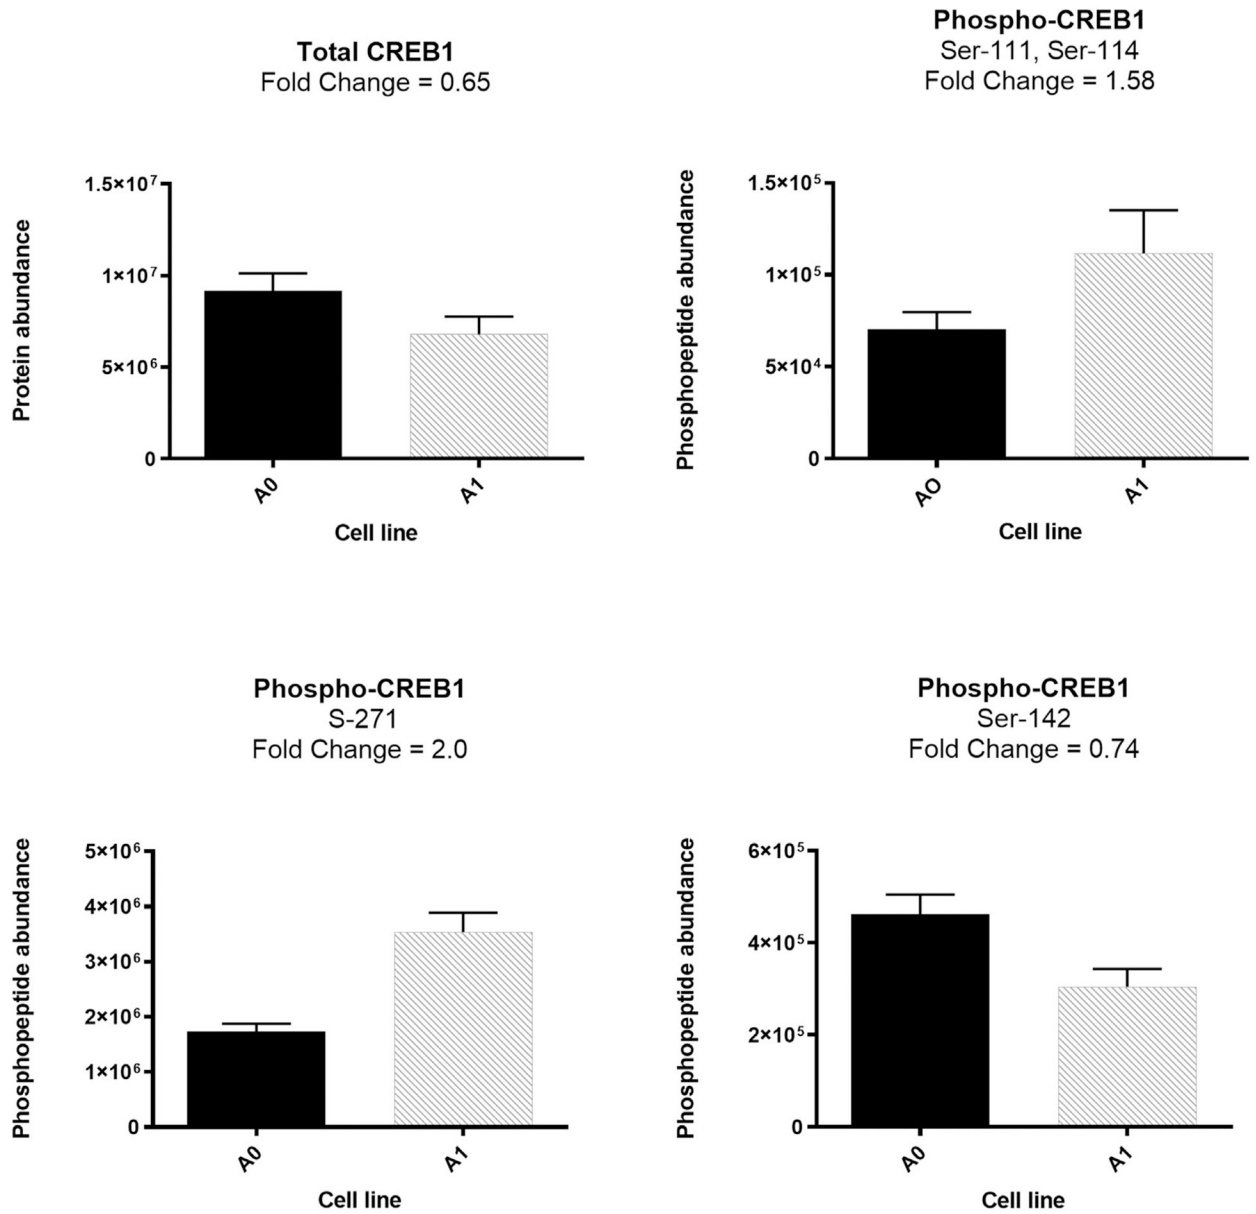 Total CREB1
Fold Change = 0.65
Protein abundance
1.5×10⁷
1×10⁷
5×10⁶
0
A0
A1
Cell line
Phospho-CREB1
Ser-111, Ser-114
Fold Change = 1.58
Phosphopeptide abundance
1.5×10⁵
1×10⁵
5×10⁴
0
AO
A1
Cell line
Phospho-CREB1
S-271
Fold Change = 2.0
Phosphopeptide abundance
5×10⁶
4×10⁶
3×10⁶
2×10⁶
1×10⁶
0
A0
A1
Cell line
Phospho-CREB1
Ser-142
Fold Change = 0.74
Phosphopeptide abundance
6×10⁵
4×10⁵
2×10⁵
0
A0
A1
Cell line